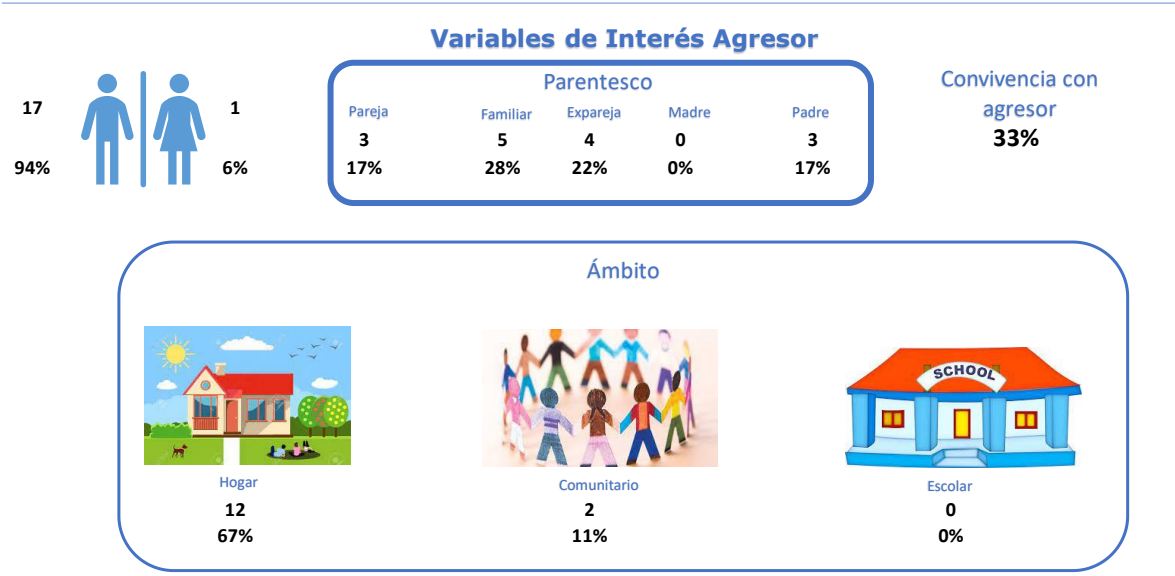 Variables de Interés Agresor
17
1
94%
6%
Parentesco
Pareja Familiar Expareja Madre Padre
3 5 4 0 3
17% 28% 22% 0% 17%
Convivencia con
agresor
33%
Ámbito
SCHOOL
Hogar Comunitario Escolar
12 2 0
67% 11% 0%